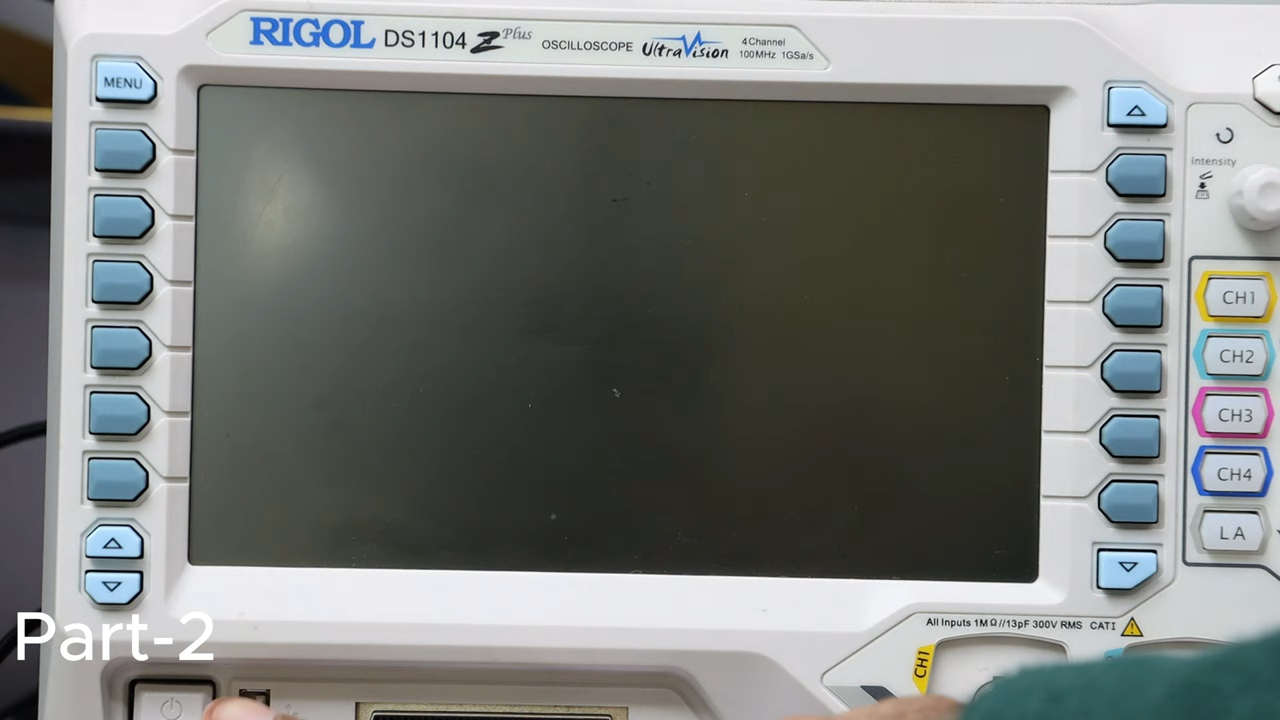 RIGOL DS1104 Z Plus OSCILLOSCOPE UltraVision 4 Channel
100MHz 1GSa/s
MENU
Intensity
CH1
CH2
CH3
CH4
LA
All Inputs 1MΩ//13pF 300V RMS CAT I
CH1
Part-2